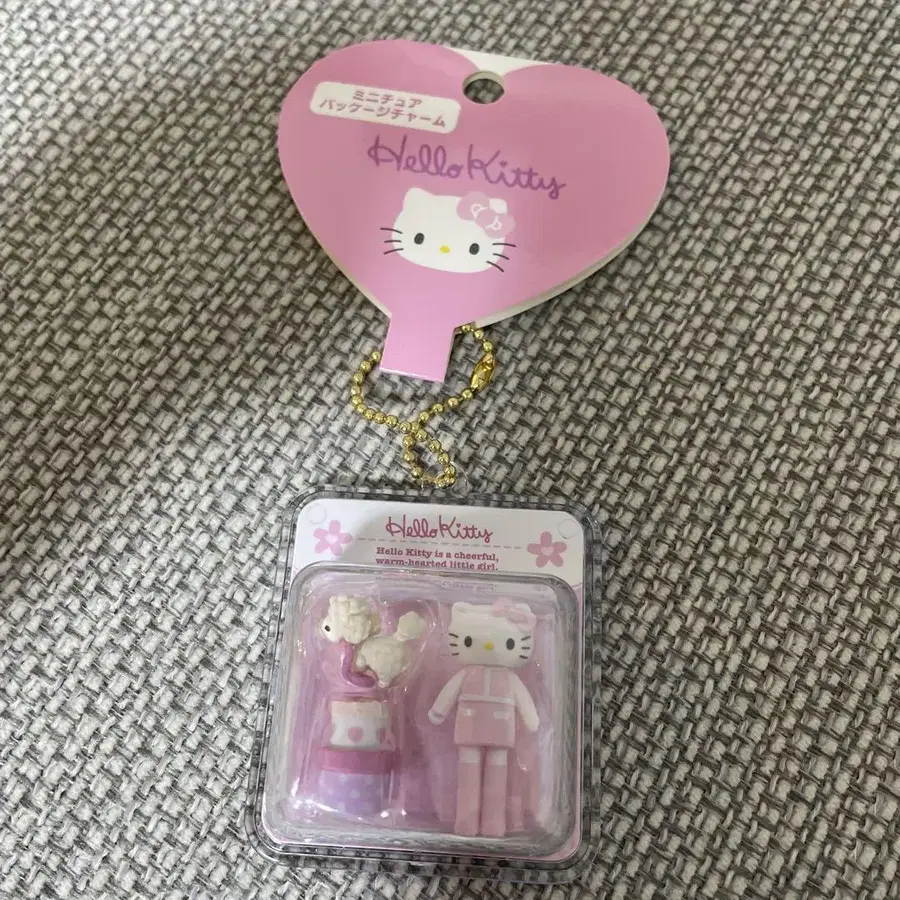 ミニチュア
パッケージチャーム
Hello Kitty
Hello Kitty
Hello Kitty is a cheerful,
warm-hearted little girl.